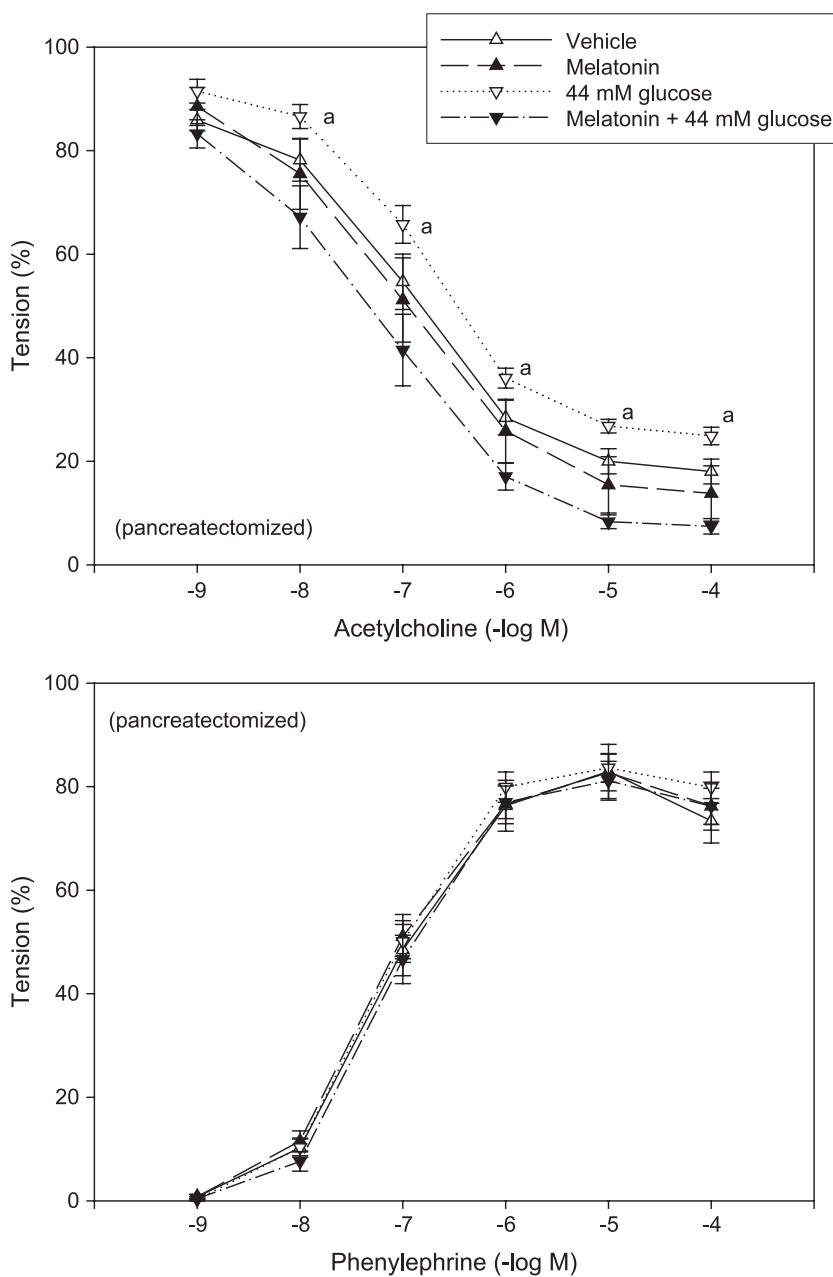 Vehicle
Melatonin
44 mM glucose
Melatonin + 44 mM glucose
100
80
60
40
20
0
Tension (%)
a
a
a
a
a
(pancreatectomized)
-9 -8 -7 -6 -5 -4
Acetylcholine (-log M)
100
80
60
40
20
0
Tension (%)
(pancreatectomized)
-9 -8 -7 -6 -5 -4
Phenylephrine (-log M)